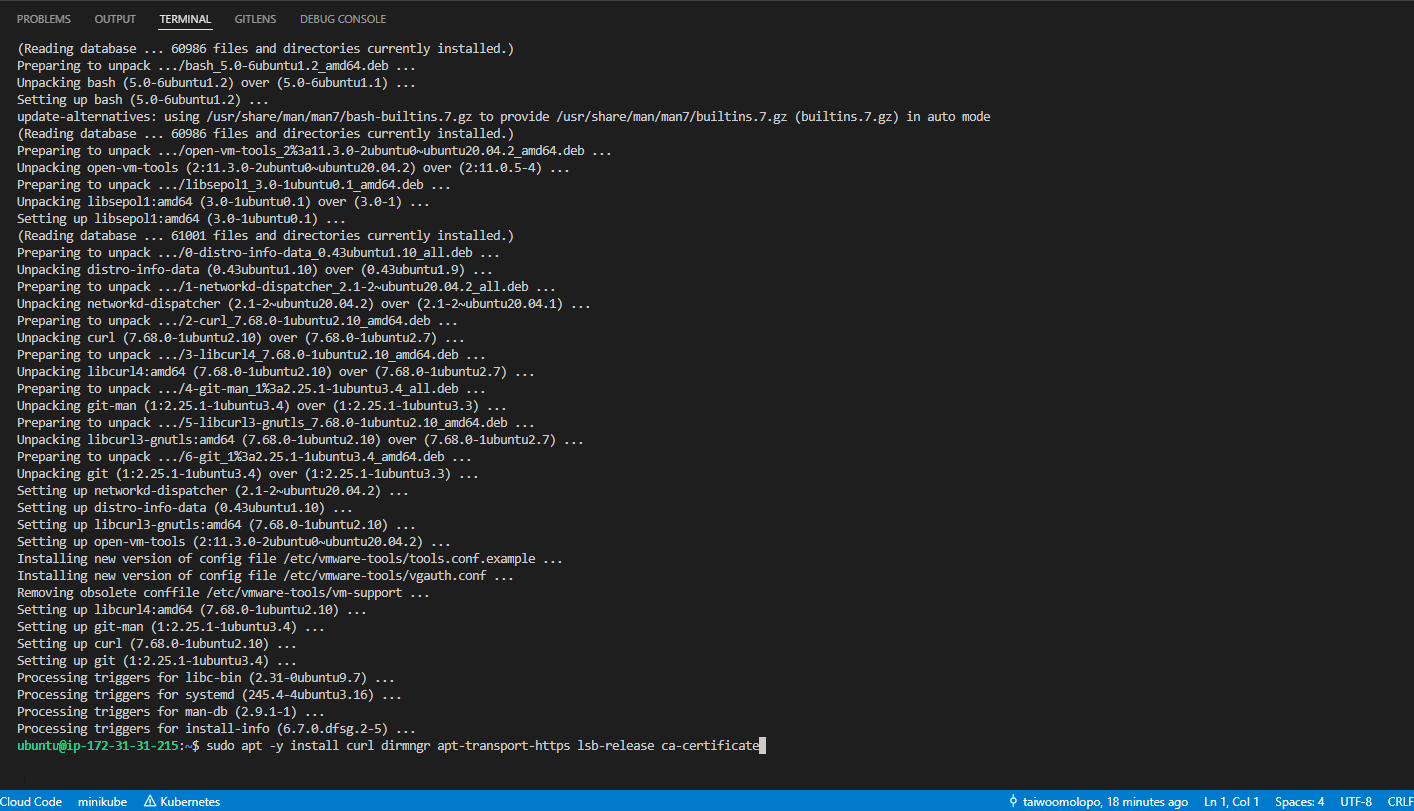 PROBLEMS OUTPUT TERMINAL GITLENS DEBUG CONSOLE
(Reading database ... 60986 files and directories currently installed.)
Preparing to unpack .../bash_5.0-6ubuntu1.2_amd64.deb ...
Unpacking bash (5.0-6ubuntu1.2) over (5.0-6ubuntu1.1) ...
Setting up bash (5.0-6ubuntu1.2) ...
update-alternatives: using /usr/share/man/man7/bash-builtins.7.gz to provide /usr/share/man/man7/builtins.7.gz (builtins.7.gz) in auto mode
(Reading database ... 60986 files and directories currently installed.)
Preparing to unpack .../open-vm-tools_2%3a11.3.0-2ubuntu0~ubuntu20.04.2_amd64.deb ...
Unpacking open-vm-tools (2:11.3.0-2ubuntu0~ubuntu20.04.2) over (2:11.0.5-4) ...
Preparing to unpack .../libsepol1_3.0-1ubuntu0.1_amd64.deb ...
Unpacking libsepol1:amd64 (3.0-1ubuntu0.1) over (3.0-1) ...
Setting up libsepol1:amd64 (3.0-1ubuntu0.1) ...
(Reading database ... 61001 files and directories currently installed.)
Preparing to unpack .../0-distro-info-data_0.43ubuntu1.10_all.deb ...
Unpacking distro-info-data (0.43ubuntu1.10) over (0.43ubuntu1.9) ...
Preparing to unpack .../1-networkd-dispatcher_2.1-2~ubuntu20.04.2_all.deb ...
Unpacking networkd-dispatcher (2.1-2~ubuntu20.04.2) over (2.1-2~ubuntu20.04.1) ...
Preparing to unpack .../2-curl_7.68.0-1ubuntu2.10_amd64.deb ...
Unpacking curl (7.68.0-1ubuntu2.10) over (7.68.0-1ubuntu2.7) ...
Preparing to unpack .../3-libcurl4_7.68.0-1ubuntu2.10_amd64.deb ...
Unpacking libcurl4:amd64 (7.68.0-1ubuntu2.10) over (7.68.0-1ubuntu2.7) ...
Preparing to unpack .../4-git-man_1%3a2.25.1-1ubuntu3.4_all.deb ...
Unpacking git-man (1:2.25.1-1ubuntu3.4) over (1:2.25.1-1ubuntu3.3) ...
Preparing to unpack .../5-libcurl3-gnutls_7.68.0-1ubuntu2.10_amd64.deb ...
Unpacking libcurl3-gnutls:amd64 (7.68.0-1ubuntu2.10) over (7.68.0-1ubuntu2.7) ...
Preparing to unpack .../6-git_1%3a2.25.1-1ubuntu3.4_amd64.deb ...
Unpacking git (1:2.25.1-1ubuntu3.4) over (1:2.25.1-1ubuntu3.3) ...
Setting up networkd-dispatcher (2.1-2~ubuntu20.04.2) ...
Setting up distro-info-data (0.43ubuntu1.10) ...
Setting up libcurl3-gnutls:amd64 (7.68.0-1ubuntu2.10) ...
Setting up open-vm-tools (2:11.3.0-2ubuntu0~ubuntu20.04.2) ...
Installing new version of config file /etc/vmware-tools/tools.conf.example ...
Installing new version of config file /etc/vmware-tools/vgauth.conf ...
Removing obsolete conffile /etc/vmware-tools/vm-support ...
Setting up libcurl4:amd64 (7.68.0-1ubuntu2.10) ...
Setting up git-man (1:2.25.1-1ubuntu3.4) ...
Setting up curl (7.68.0-1ubuntu2.10) ...
Setting up git (1:2.25.1-1ubuntu3.4) ...
Processing triggers for libc-bin (2.31-0ubuntu9.7) ...
Processing triggers for systemd (245.4-4ubuntu3.16) ...
Processing triggers for man-db (2.9.1-1) ...
Processing triggers for install-info (6.7.0.dfsg.2-5) ...
ubuntu@ip-172-31-31-215:~$ sudo apt -y install curl dirmngr apt-transport-https lsb-release ca-certificate
Cloud Code minikube Kubernetes taiwoomolopo, 18 minutes ago Ln 1, Col 1 Spaces: 4 UTF-8 CRLF